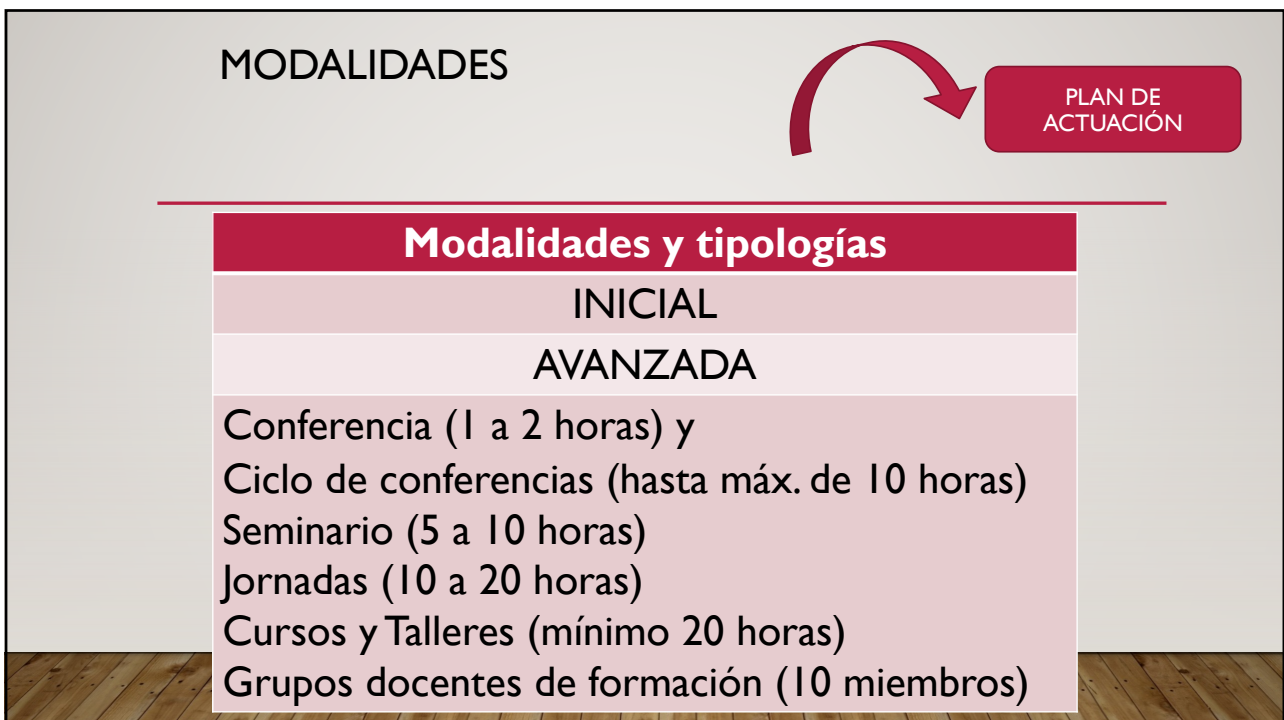 MODALIDADES
PLAN DE
ACTUACIÓN
Modalidades y tipologías
INICIAL
AVANZADA
Conferencia (1 a 2 horas) y
Ciclo de conferencias (hasta máx. de 10 horas)
Seminario (5 a 10 horas)
Jornadas (10 a 20 horas)
Cursos y Talleres (mínimo 20 horas)
Grupos docentes de formación (10 miembros)